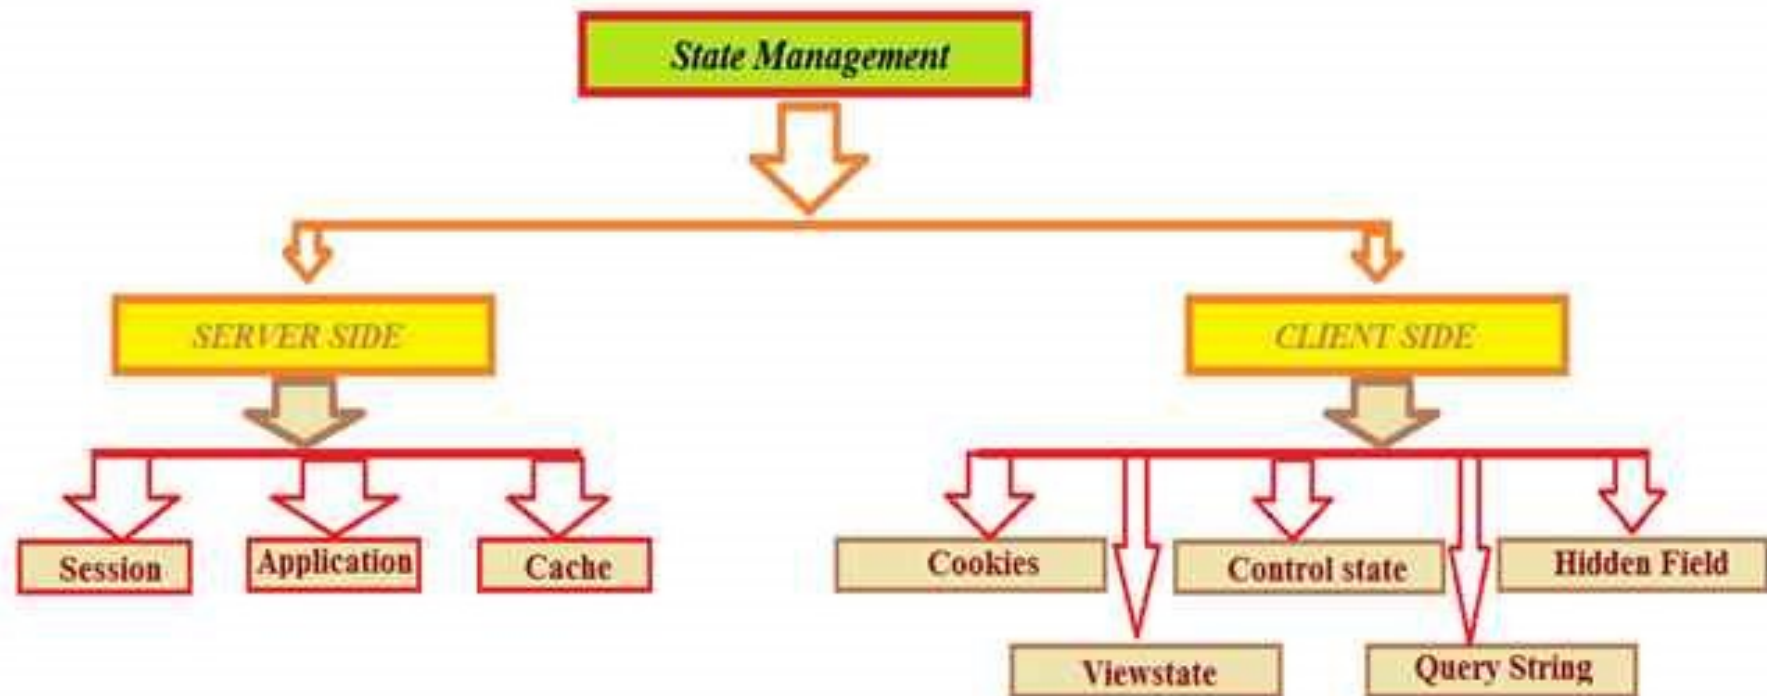 State Management
SERVER SIDE
CLIENT SIDE
Session
Application
Cache
Cookies
Control state
Hidden Field
Viewstate
Query String